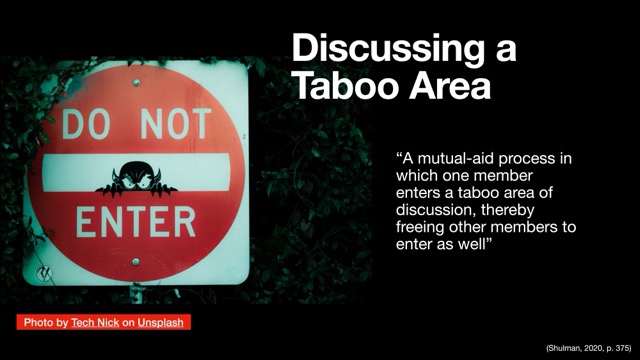 Discussing a
Taboo Area
DO NOT
ENTER
“A mutual-aid process in
which one member
enters a taboo area of
discussion, thereby
freeing other members to
enter as well”
Photo by Tech Nick on Unsplash
(Shulman, 2020, p. 375)